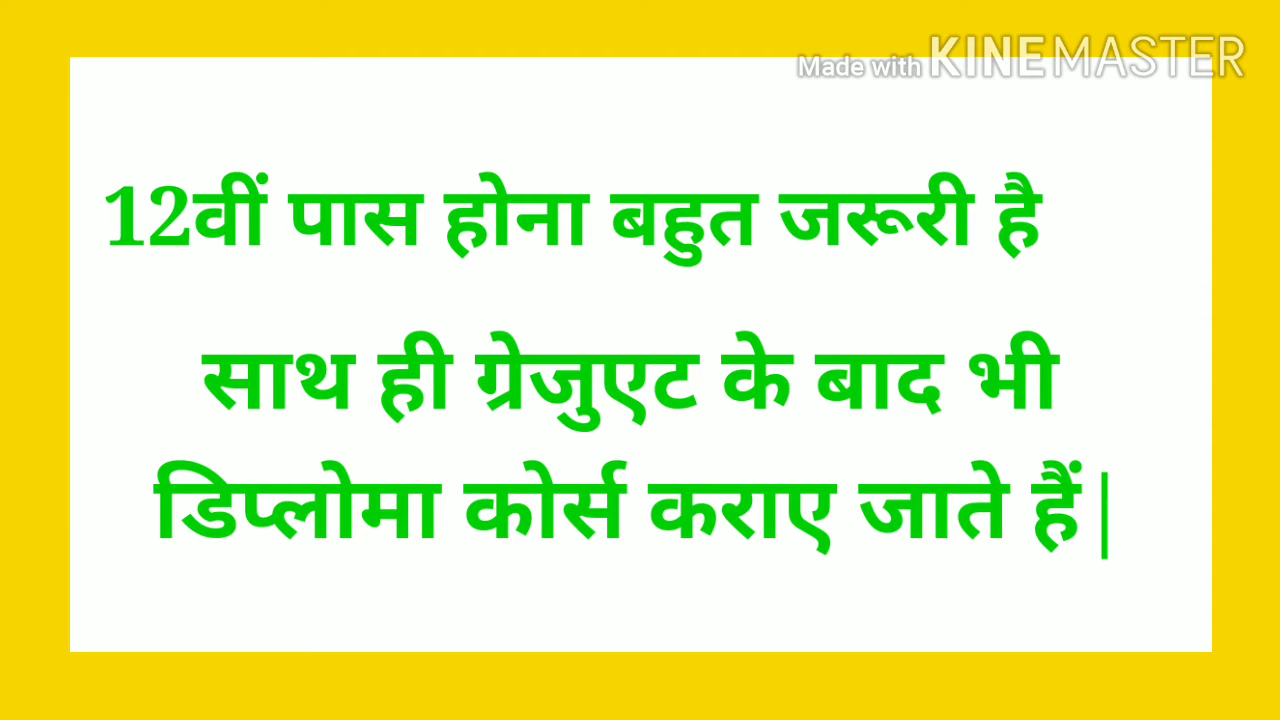 Made with KINEMASTER
12वीं पास होना बहुत जरूरी है
साथ ही ग्रेजुएट के बाद भी
डिप्लोमा कोर्स कराए जाते हैं|